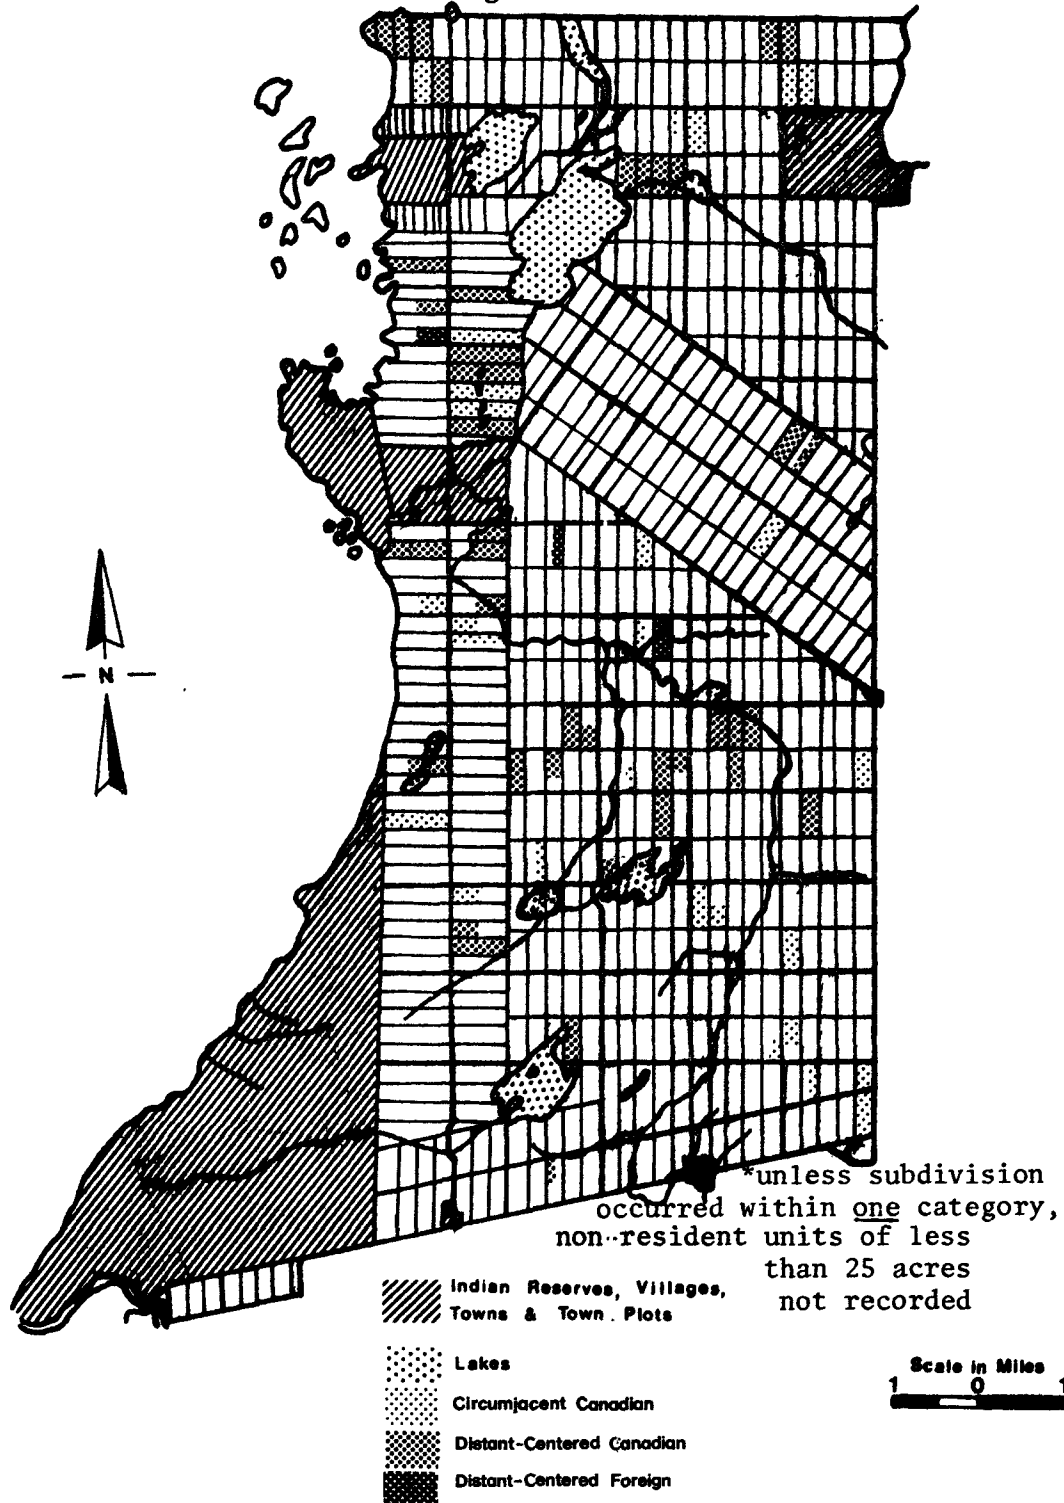 N
*unless subdivision
occurred within one category,
non-resident units of less
than 25 acres
not recorded
Indian Reserves, Villages,
Towns & Town Plots
Lakes
Circumjacent Canadian
Distant-Centered Canadian
Distant-Centered Foreign
Scale in Miles
1 0 1